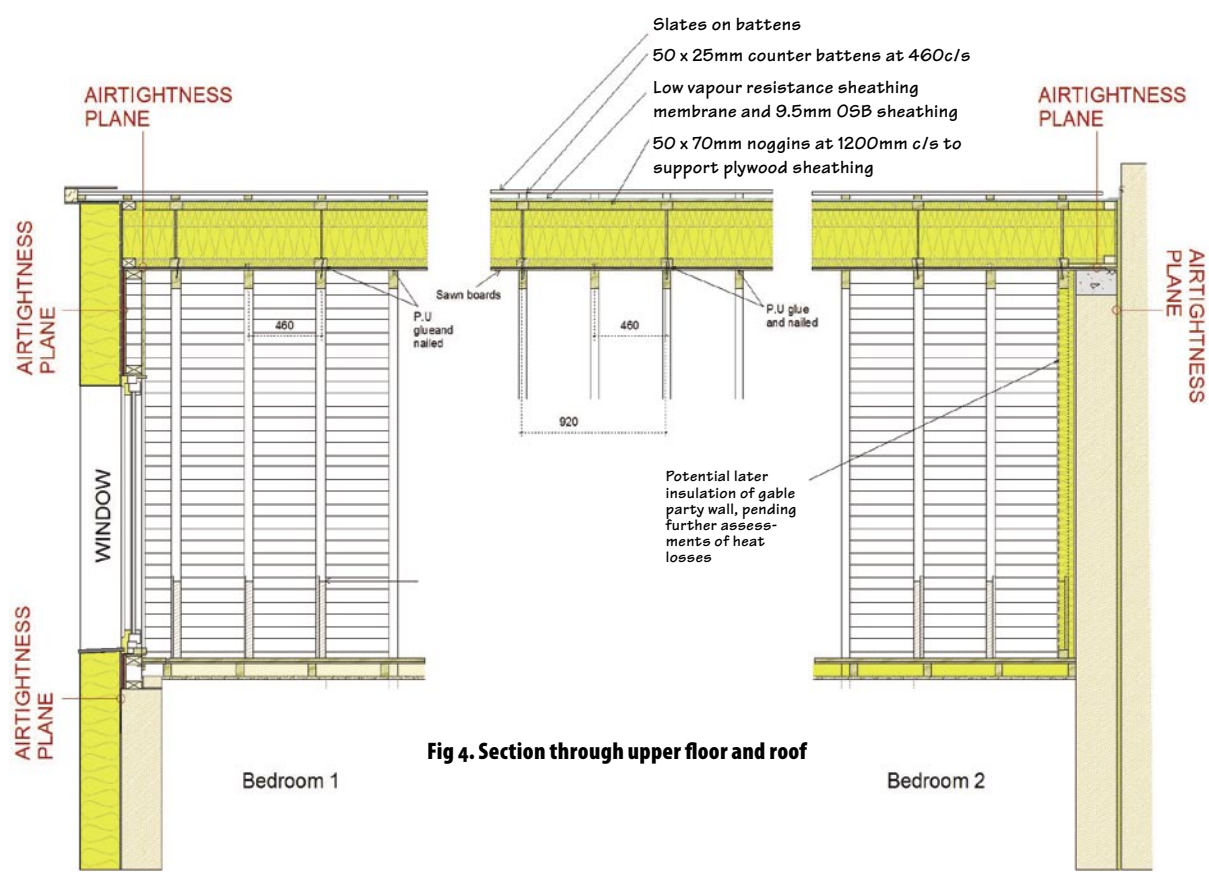 Slates on battens
50 x 25mm counter battens at 460c/s
Low vapour resistance sheathing
membrane and 9.5mm OSB sheathing
50 x 70mm noggins at 1200mm c/s to
support plywood sheathing
AIRTIGHTNESS
PLANE
AIRTIGHTNESS
PLANE
AIRTIGHTNESS
PLANE
AIRTIGHTNESS
PLANE
Sawn boards
P.U
glueand
nailed
P.U glue
and nailed
460
460
920
WINDOW
Potential later
insulation of gable
party wall, pending
further assess-
ments of heat
losses
AIRTIGHTNESS
PLANE
Fig 4. Section through upper floor and roof
Bedroom 1
Bedroom 2